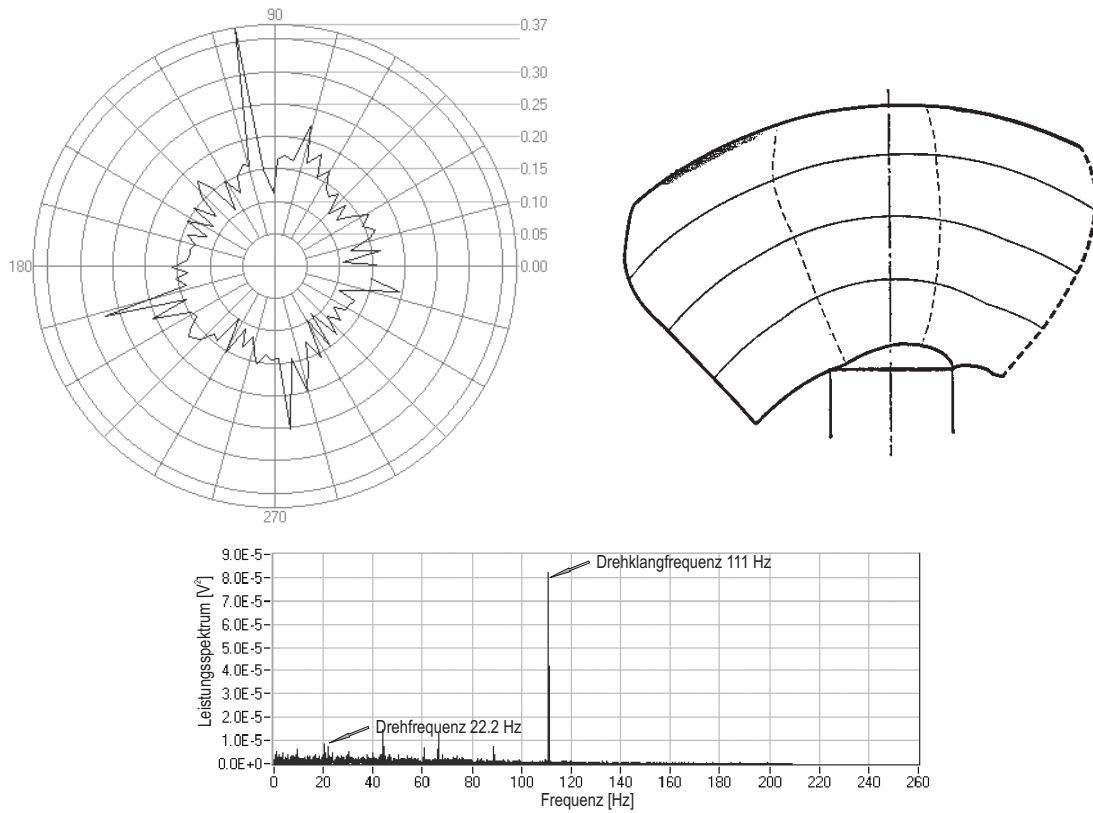 90
0.37
0.30
0.25
0.20
0.15
0.10
0.05
180
0.00
270
9.0E-5
8.0E-5
7.0E-5
6.0E-5
5.0E-5
4.0E-5
3.0E-5
2.0E-5
1.0E-5
0.0E+0
Leistungsspektrum [V²]
Drehklangfrequenz 111 Hz
Drehfrequenz 22.2 Hz
0 20 40 60 80 100 120 140 160 180 200 220 240 260
Frequenz [Hz]